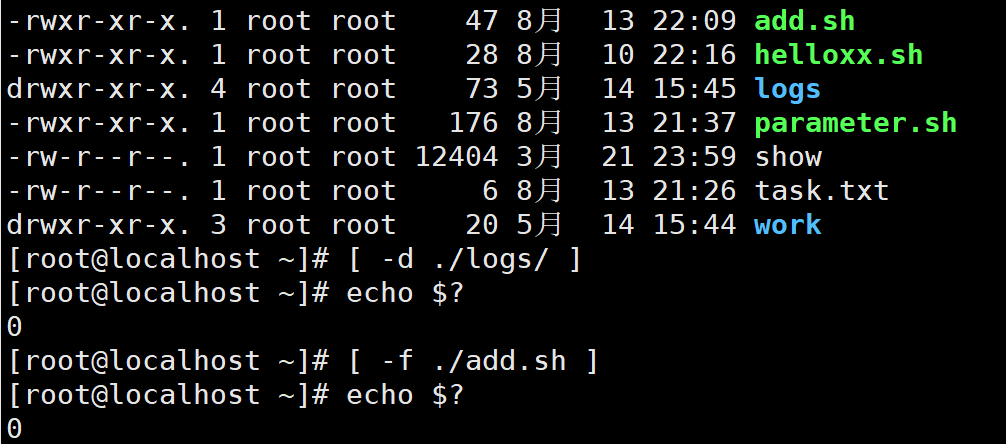 -rwxr-xr-x. 1 root root    47 8月  13 22:09 add.sh
-rwxr-xr-x. 1 root root    28 8月  10 22:16 helloxx.sh
drwxr-xr-x. 4 root root    73 5月  14 15:45 logs
-rwxr-xr-x. 1 root root   176 8月  13 21:37 parameter.sh
-rw-r--r--. 1 root root 12404 3月  21 23:59 show
-rw-r--r--. 1 root root     6 8月  13 21:26 task.txt
drwxr-xr-x. 3 root root    20 5月  14 15:44 work
[root@localhost ~]# [ -d ./logs/ ]
[root@localhost ~]# echo $?
0
[root@localhost ~]# [ -f ./add.sh ]
[root@localhost ~]# echo $?
0